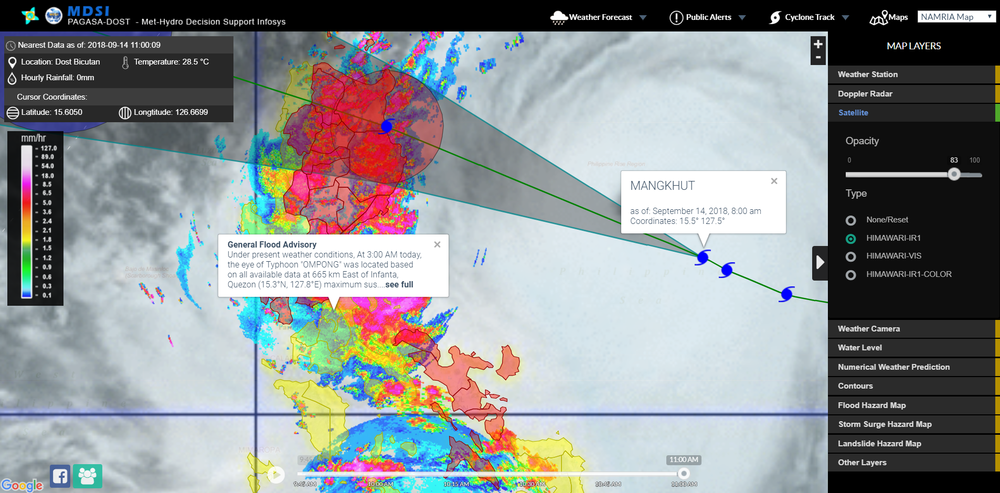 MDSI
PAGASA-DOST - Met-Hydro Decision Support Infosys
Weather Forecast
Public Alerts
Cyclone Track
Maps
NAMRIA Map
Nearest Data as of: 2018-09-14 11:00:09
Location: Dost Bicutan
Temperature: 28.5 °C
Hourly Rainfall: 0mm
Cursor Coordinates:
Latitude: 15.6050
Longtitude: 126.6699
mm/hr
127.0
89.0
54.0
18.0
8.5
6.5
5.0
3.6
2.4
2.1
1.8
1.5
1.2
0.9
0.6
0.3
0.1
+
-
Philippine Rise Region
MANGKHUT
as of: September 14, 2018, 8:00 am
Coordinates: 15.5° 127.5°
General Flood Advisory
Under present weather conditions, At 3:00 AM today,
the eye of Typhoon "OMPONG" was located based
on all available data at 665 km East of Infanta,
Quezon (15.3°N, 127.8°E) maximum sus....see full
Bajo de Masinloc
(Scarborough Shoal)
Philippin
Sea
West
MIMAROPA
9:45
11:00 AM
9:45 AM
10:00 AM
10:15 AM
10:30 AM
10:45 AM
11:00 AM
Google
MAP LAYERS
Weather Station
Doppler Radar
Satellite
Opacity
0
83
100
Type
None/Reset
HIMAWARI-IR1
HIMAWARI-VIS
HIMAWARI-IR1-COLOR
Weather Camera
Water Level
Numerical Weather Prediction
Contours
Flood Hazard Map
Storm Surge Hazard Map
Landslide Hazard Map
Other Layers